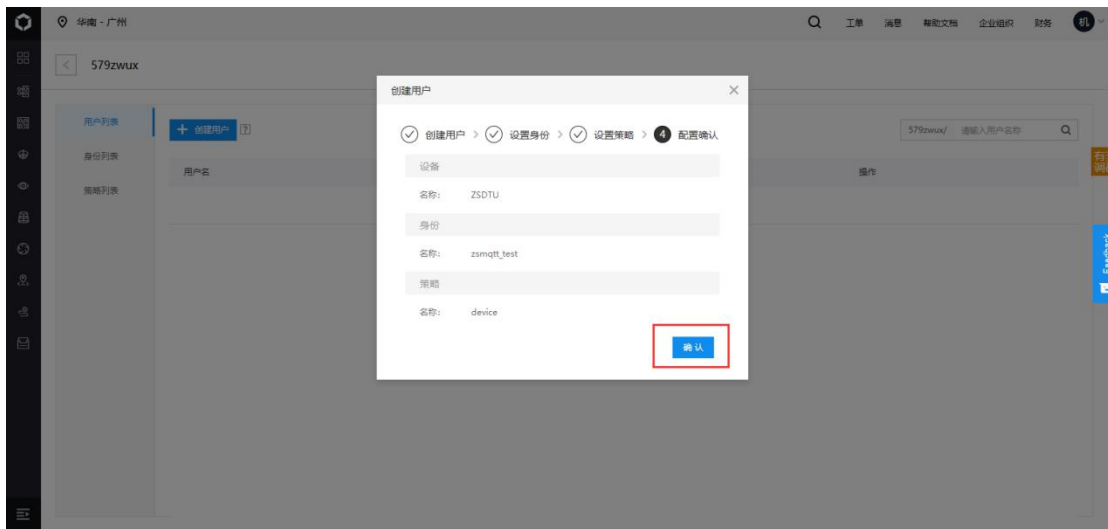 华南 - 广州
工单 消息 帮助文档 企业组织 财务 机
579zwux
用户列表
身份列表
策略列表
+ 创建用户 ?
579zwux/ 请输入用户名称
用户名 操作
创建用户
创建用户 > 设置身份 > 设置策略 > 4 配置确认
设备
名称: ZSDTU
身份
名称: zsmqtt_test
策略
名称: device
确认